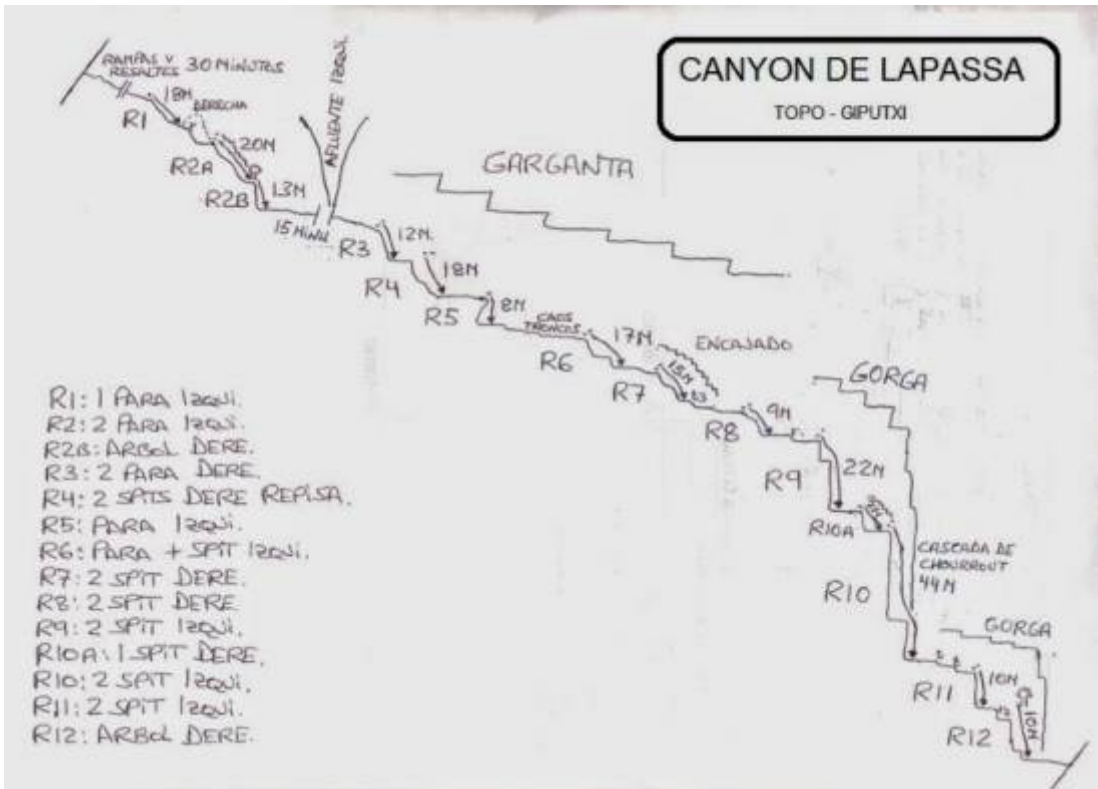 CANYON DE LAPASSA
TOPO - GIPUTXI
RAMPAS Y
RESALTES 30 MINUTOS
R1
18M
DERECHA
R2A
20M
R2B
13M
15 MINU.
AFLUENTE IZQUI.
GARGANTA
R3
12M.
R4
18M
R5
8M
CAOS
TRONCOS
R6
17M
R7
15M
ENCAJADO
R8
9M
GORGA
R9
22M
R10A
R10
CASCADA DE
CHOURROUT
44M
GORGA
R11
10M
R12
10M
R1: 1 PARA IZQUI.
R2: 2 PARA IZQUI.
R2B: ARBOL DERE.
R3: 2 PARA DERE.
R4: 2 SPITS DERE REPISA.
R5: PARA IZQUI.
R6: PARA + SPIT IZQUI.
R7: 2 SPIT DERE.
R8: 2 SPIT DERE.
R9: 2 SPIT IZQUI.
R10A: 1 SPIT DERE.
R10: 2 SPIT IZQUI.
R11: 2 SPIT IZQUI.
R12: ARBOL DERE.